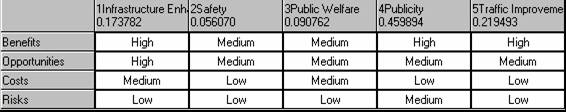 1Infrastructure Enh 2Safety 3Public Welfare 4Publicity 5Traffic Improveme
0.173782 0.056070 0.090762 0.459894 0.219493
Benefits High Medium Medium High High
Opportunities High Medium Medium Medium Medium
Costs Medium Low Medium Low Low
Risks Low Low Low Medium Low